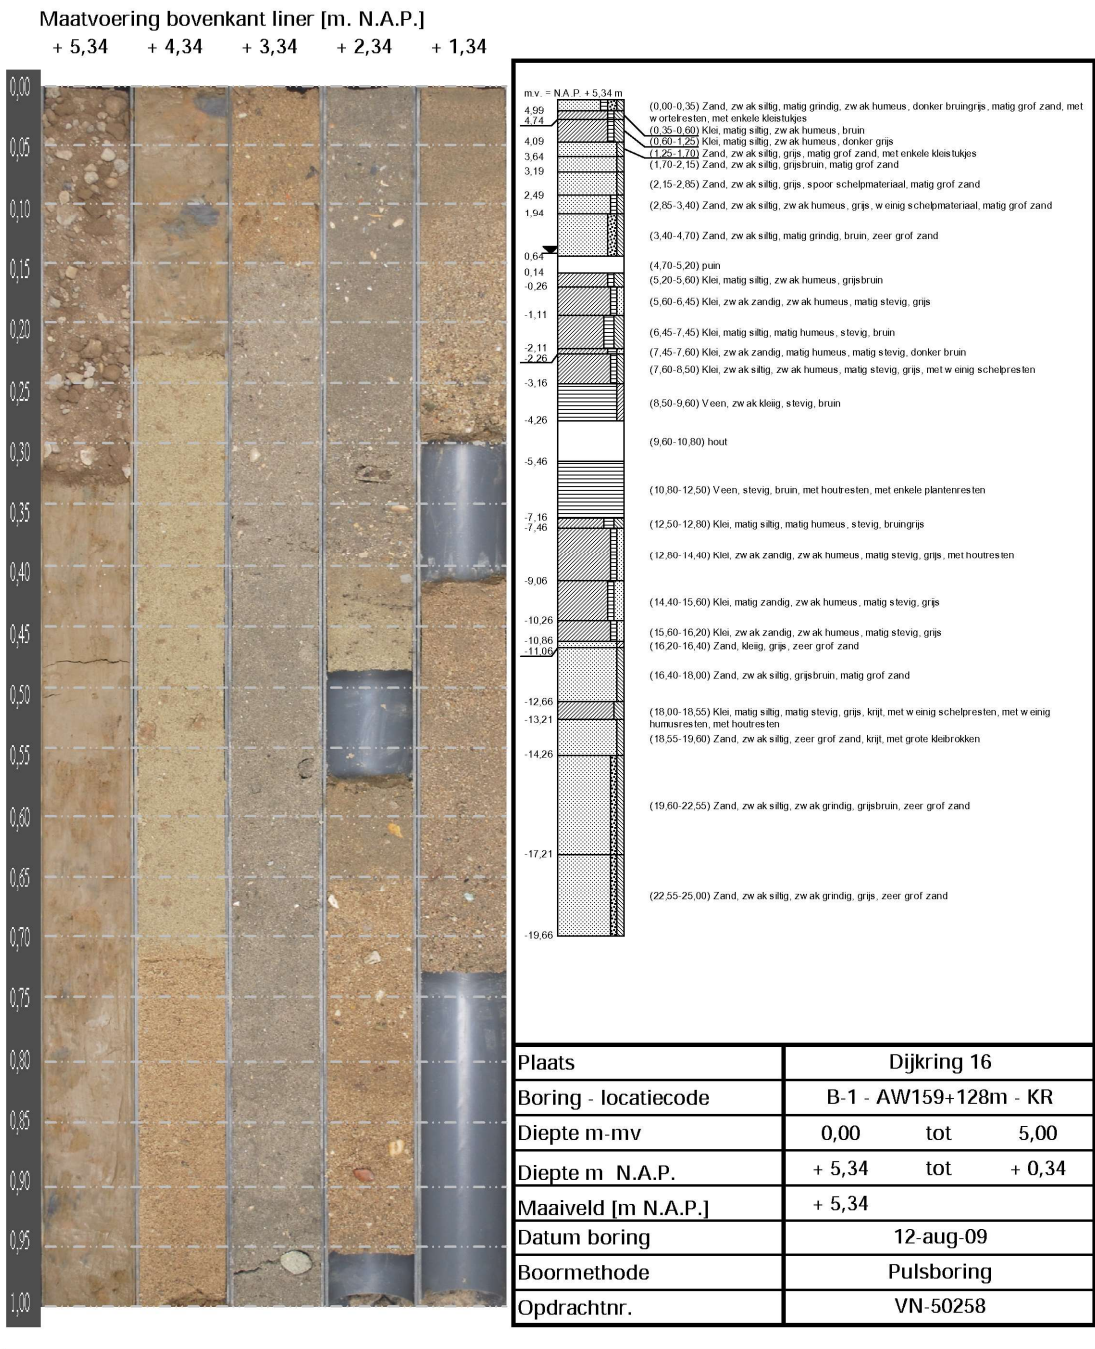 Maatvoering bovenkant liner [m. N.A.P.]
+ 5,34 + 4,34 + 3,34 + 2,34 + 1,34
0,00
0,05
0,10
0,15
0,20
0,25
0,30
0,35
0,40
0,45
0,50
0,55
0,60
0,65
0,70
0,75
0,80
0,85
0,90
0,95
1,00
m.v. = N.A.P. + 5,34 m
4,99
4,74
4,09
3,64
3,19
2,49
1,94
0,64
0,14
-0,26
-1,11
-2,11
-2,26
-3,16
-4,26
-5,46
-7,16
-7,46
-9,06
-10,26
-10,86
-11,06
-12,66
-13,21
-14,26
-17,21
-19,66
(0,00-0,35) Zand, zwak siltig, matig grindig, zwak humeus, donker bruingrijs, matig grof zand, met
wortelresten, met enkele kleistukjes
(0,35-0,60) Klei, matig siltig, zwak humeus, bruin
(0,60-1,25) Klei, matig siltig, zwak humeus, donker grijs
(1,25-1,70) Zand, zwak siltig, grijs, matig grof zand, met enkele kleistukjes
(1,70-2,15) Zand, zwak siltig, grijsbruin, matig grof zand
(2,15-2,85) Zand, zwak siltig, grijs, spoor schelpmateriaal, matig grof zand
(2,85-3,40) Zand, zwak siltig, zwak humeus, grijs, weinig schelpmateriaal, matig grof zand
(3,40-4,70) Zand, zwak siltig, matig grindig, bruin, zeer grof zand
(4,70-5,20) puin
(5,20-5,60) Klei, matig siltig, zwak humeus, grijsbruin
(5,60-6,45) Klei, zwak zandig, zwak humeus, matig stevig, grijs
(6,45-7,45) Klei, matig siltig, matig humeus, stevig, bruin
(7,45-7,60) Klei, zwak zandig, matig humeus, matig stevig, donker bruin
(7,60-8,50) Klei, zwak siltig, zwak humeus, matig stevig, grijs, met weinig schelpresten
(8,50-9,60) Veen, zwak kleiig, stevig, bruin
(9,60-10,80) hout
(10,80-12,50) Veen, stevig, bruin, met houtresten, met enkele plantenresten
(12,50-12,80) Klei, matig siltig, matig humeus, stevig, bruingrijs
(12,80-14,40) Klei, zwak zandig, zwak humeus, matig stevig, grijs, met houtresten
(14,40-15,60) Klei, matig zandig, zwak humeus, matig stevig, grijs
(15,60-16,20) Klei, zwak zandig, zwak humeus, matig stevig, grijs
(16,20-16,40) Zand, kleiig, grijs, zeer grof zand
(16,40-18,00) Zand, zwak siltig, grijsbruin, matig grof zand
(18,00-18,55) Klei, matig siltig, matig stevig, grijs, krijt, met weinig schelpresten, met weinig
humusresten, met houtresten
(18,55-19,60) Zand, zwak siltig, zeer grof zand, krijt, met grote kleibrokken
(19,60-22,55) Zand, zwak siltig, zwak grindig, grijsbruin, zeer grof zand
(22,55-25,00) Zand, zwak siltig, zwak grindig, grijs, zeer grof zand
Plaats Dijkring 16
Boring - locatiecode B-1 - AW159+128m - KR
Diepte m-mv 0,00 tot 5,00
Diepte m N.A.P. + 5,34 tot + 0,34
Maaiveld [m N.A.P.] + 5,34
Datum boring 12-aug-09
Boormethode Pulsboring
Opdrachtnr. VN-50258